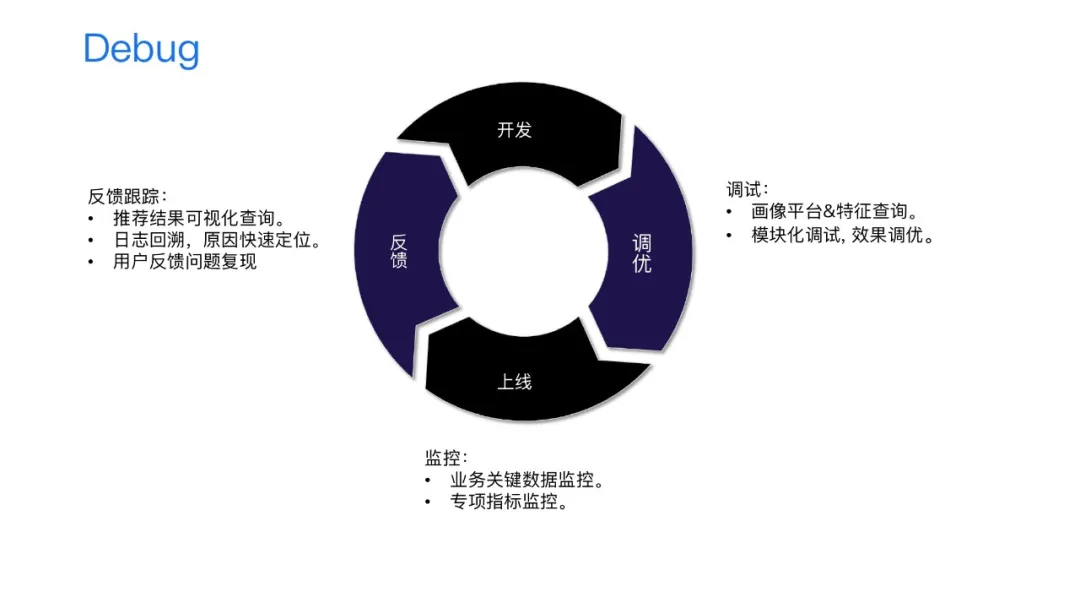 Debug
开发
反馈跟踪：
• 推荐结果可视化查询。
• 日志回溯，原因快速定位。
• 用户反馈问题复现
反
馈
调
优
调试：
• 画像平台&特征查询。
• 模块化调试, 效果调优。
上线
监控：
• 业务关键数据监控。
• 专项指标监控。